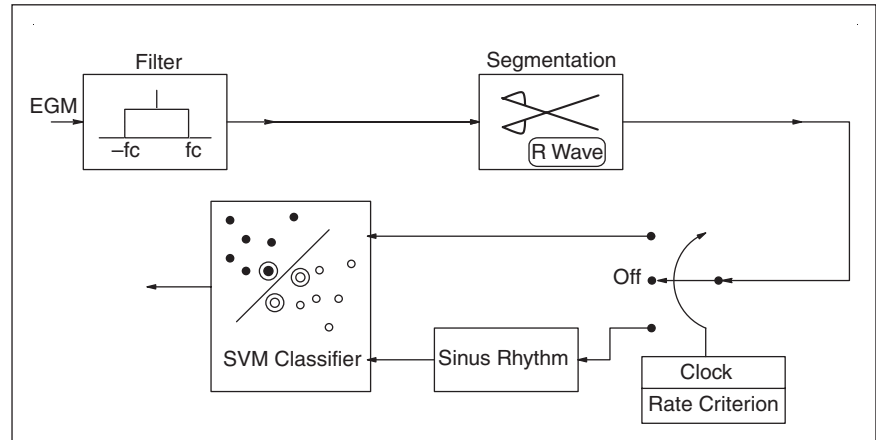 Filter
Segmentation
EGM
–fc
fc
R Wave
Off
SVM Classifier
Sinus Rhythm
Clock
Rate Criterion